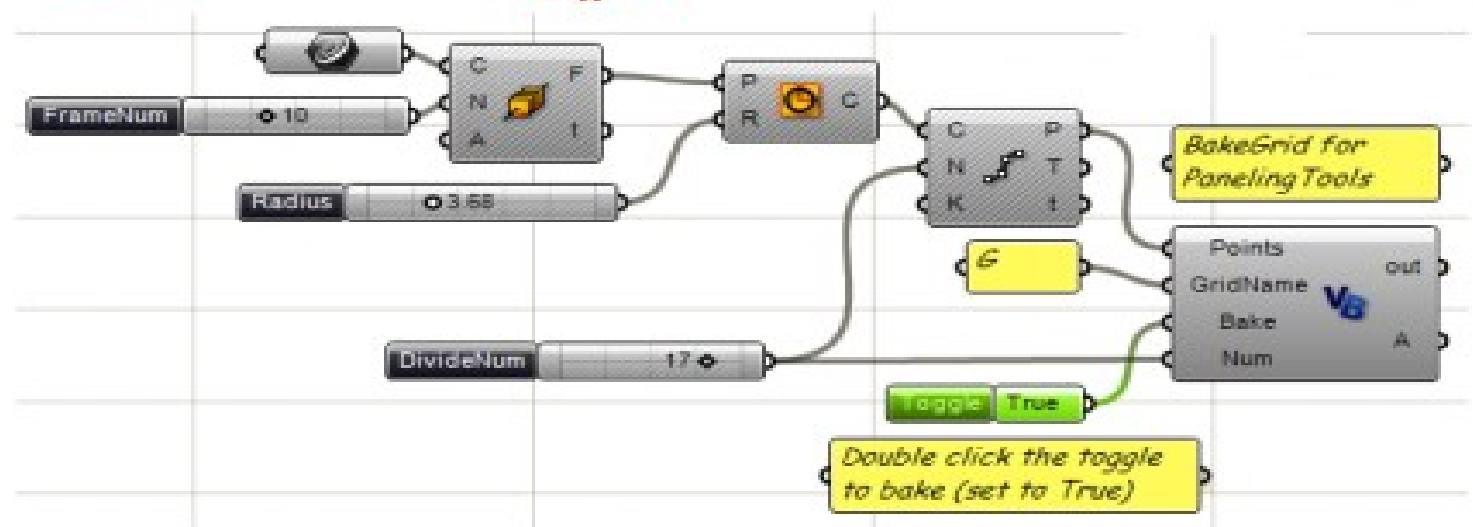 C
N
A
F
t
FrameNum
10
Radius
3.68
P
R
C
C
N
K
P
T
t
BakeGrid for
PanelingTools
G
Points
GridName
Bake
Num
VB
out
A
DivideNum
17
Toggle
True
Double click the toggle
to bake (set to True)